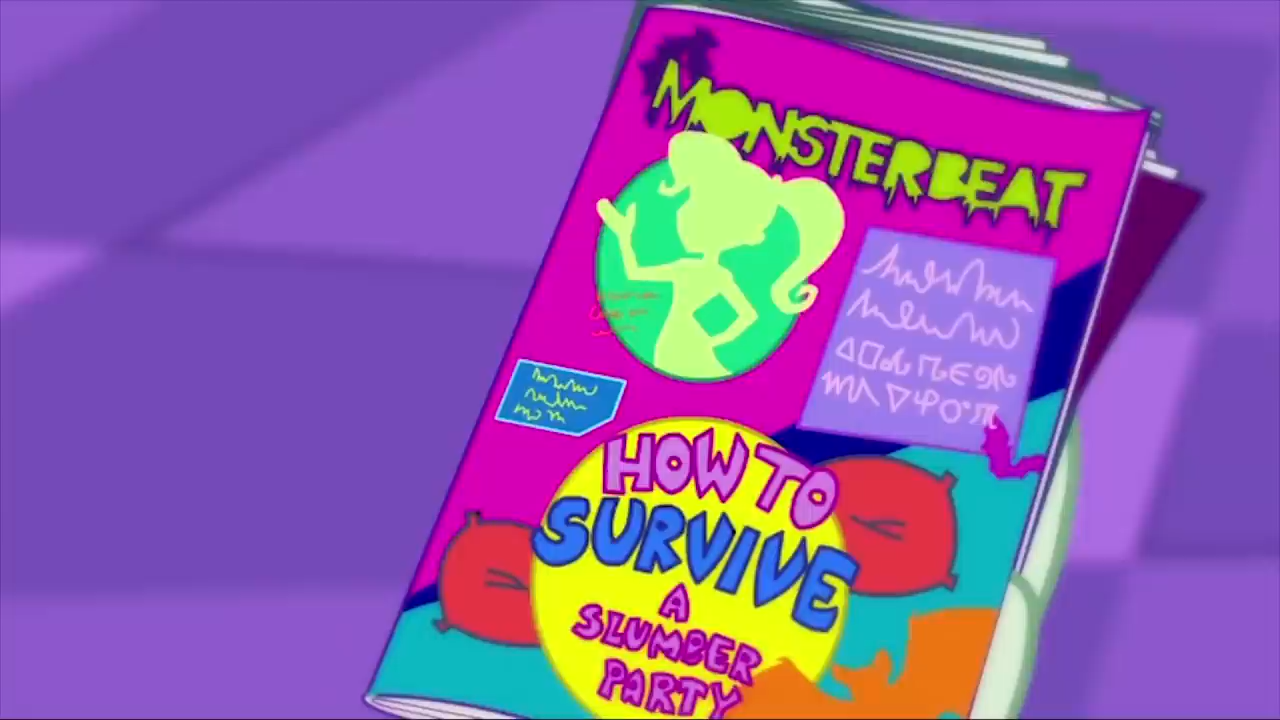 MONSTERBEAT
HOW TO
SURVIVE
A
SLUMBER
PARTY